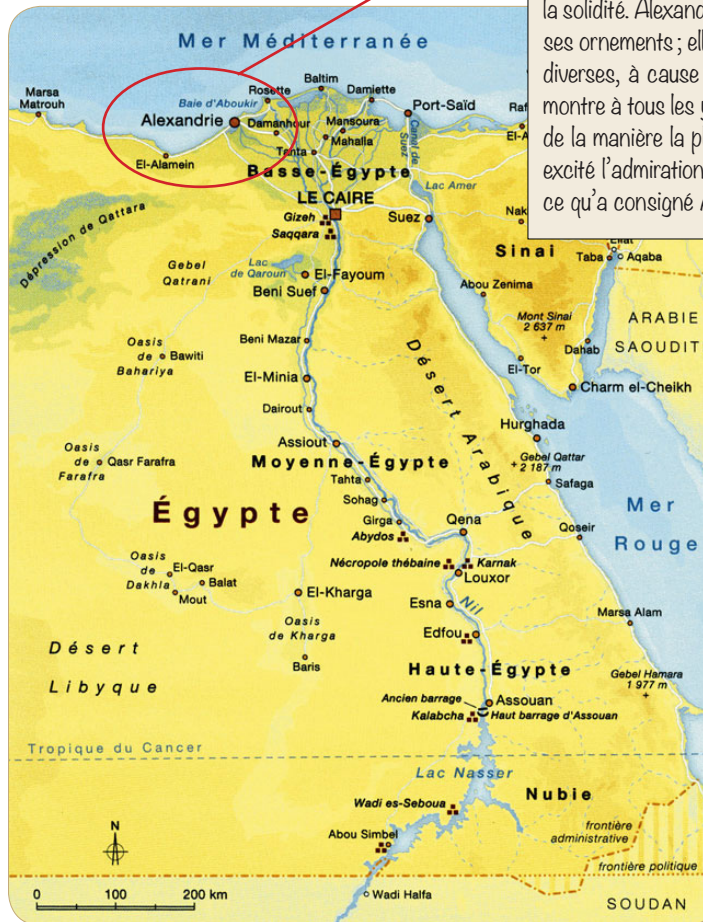 la solidité. Alexand
ses ornements ; ell
diverses, à cause
montre à tous les y
de la manière la p
excité l'admiration
ce qu'a consigné A
Mer Méditerranée
Marsa
Matrouh
Baie d'Aboukir
Rosette
Baltim
Damiette
Port-Saïd
Raf
Alexandrie
Damanhour
Mansoura
Mahalla
Canal de
Suez
El-A
Tanta
El-Alamein
Basse-Égypte
Lac Amer
LE CAIRE
Gizeh
Saqqara
Suez
Nak
Sinai
Eilat
Taba
Aqaba
Dépression de Qattara
Gebel
Qatrani
Lac
de Qaroun
El-Fayoum
Beni Suef
Abou Zenima
Mont Sinai
2 637 m
ARABIE
SAOUDIT
Oasis
de
Bahariya
Bawiti
Beni Mazar
Dahab
El-Tor
El-Minia
Charm el-Cheikh
Dairout
Désert Arabique
Hurghada
Assiout
Oasis
de
Farafra
Qasr Farafra
Moyenne-Égypte
Gebel Qattar
2 187 m
Safaga
Tahta
Sohag
Égypte
Girga
Abydos
Qena
Qoseir
Mer
Rouge
Oasis
de
Dakhla
El-Qasr
Balat
Mout
Nécropole thébaine
Karnak
Louxor
El-Kharga
Esna
Nil
Oasis
de Kharga
Marsa Alam
Edfou
Baris
Désert
Libyque
Haute-Égypte
Gebel Hamara
1 977 m
Ancien barrage
Assouan
Kalabcha
Haut barrage d'Assouan
Tropique du Cancer
Lac Nasser
Nubie
Wadi es-Seboua
frontière
administrative
N
Abou Simbel
frontière politique
0 100 200 km
Wadi Halfa
SOUDAN